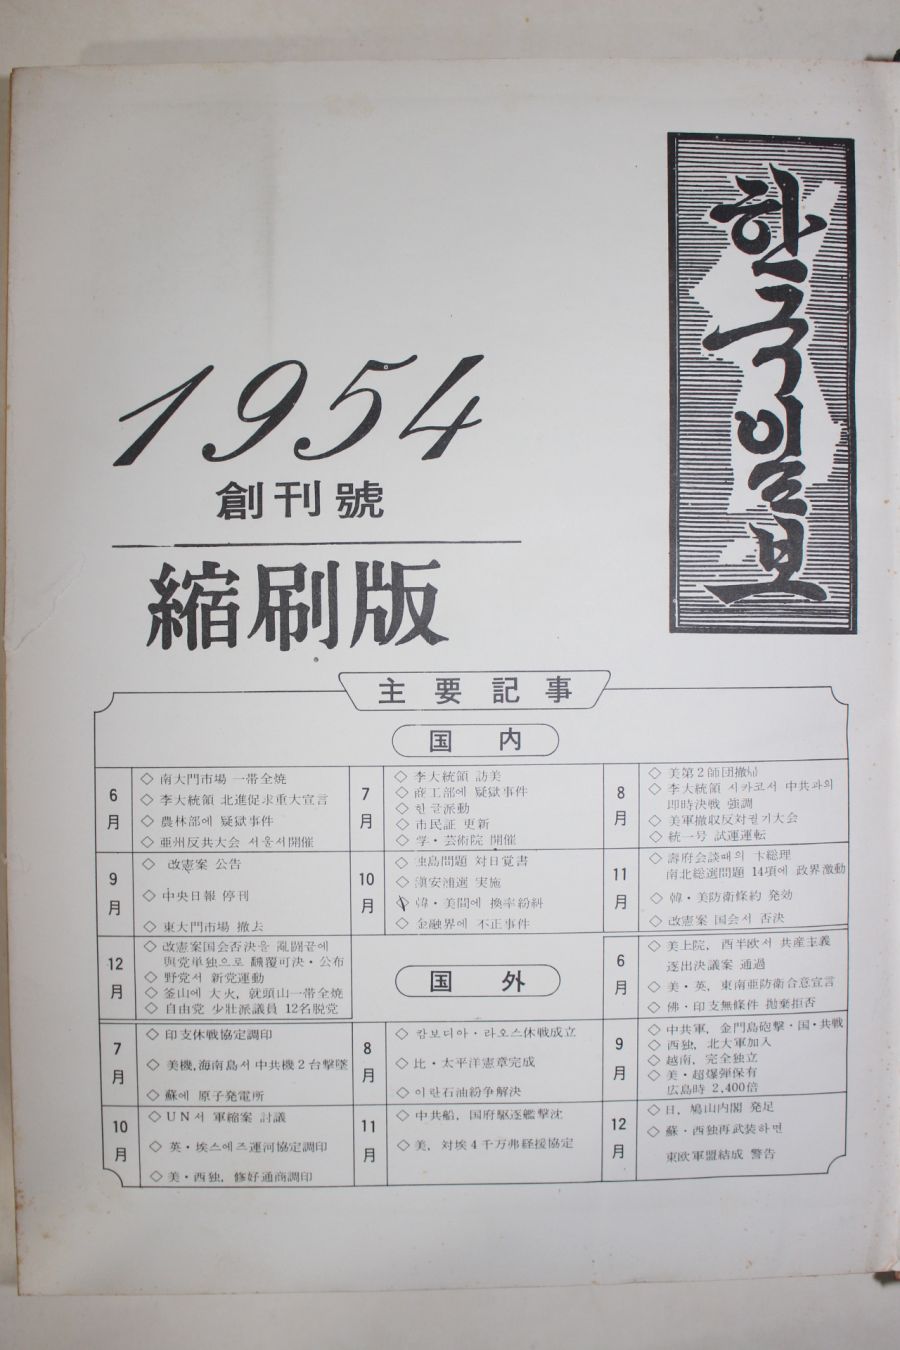 한국일보
1954
創刊號
縮刷版
主要記事
国内
6月
◇ 南大門市場 一帯全焼
◇ 李大統領 北進促求重大宣言
◇ 農林部에 疑獄事件
◇ 亜州反共大会 서울서開催
7月
◇ 李大統領 訪美
◇ 商工部에 疑獄事件
◇ 한글派動
◇ 市民証 更新
◇ 学・芸術院 開催
8月
◇ 美第2師団撤
◇ 李大統領 시카고서 中共과의
即時決戦 強調
◇ 美軍撤収反対궐기大会
◇ 統一号 試運運転
9月
◇ 改憲案 公告
◇ 中央日報 停刊
◇ 東大門市場 撤去
10月
◇ 独島問題 対日覚書
◇ 鎭安浦選 実施
◇ 韓・美間에 換率紛糾
◇ 金融界에 不正事件
11月
◇ 壽府会談때의 卞総理
南北総選問題 14項에 政界激動
◇ 韓・美防衛條約 発効
◇ 改憲案 国会서 否決
12月
◇ 改憲案国会否決을 亂闘끝에
與党単独으로 飜覆可決・公布
◇ 野党서 新党運動
◇ 釜山에 大火, 就頭山一帯全焼
◇ 自由党 少壯派議員 12名脱党
国外
6月
◇ 美上院, 西半欧서 共産主義
逐出決議案 通過
◇ 美・英, 東南亜防衛合意宣言
◇ 佛・印支無條件 抛棄拒否
7月
◇ 印支休戦協定調印
◇ 美機,海南島서 中共機2台擊墜
◇ 蘇에 原子発電所
8月
◇ 캄보디아・라오스休戦成立
◇ 比・太平洋憲章完成
◇ 이란石油紛争解決
9月
◇ 中共軍, 金門島砲撃・国・共戦
◇ 西独, 北大軍加入
◇ 越南, 完全独立
◇ 美・超爆弾保有
広島時 2,400倍
10月
◇ UN서 軍縮案 討議
◇ 英・埃스에즈運河協定調印
◇ 美・西独, 修好通商調印
11月
◇ 中共船, 国府駆逐艦擊沈
◇ 美, 対埃4千万弗経援協定
12月
◇ 日, 鳩山内閣 発足
◇ 蘇・西独再武装하면
東欧軍盟結成 警告